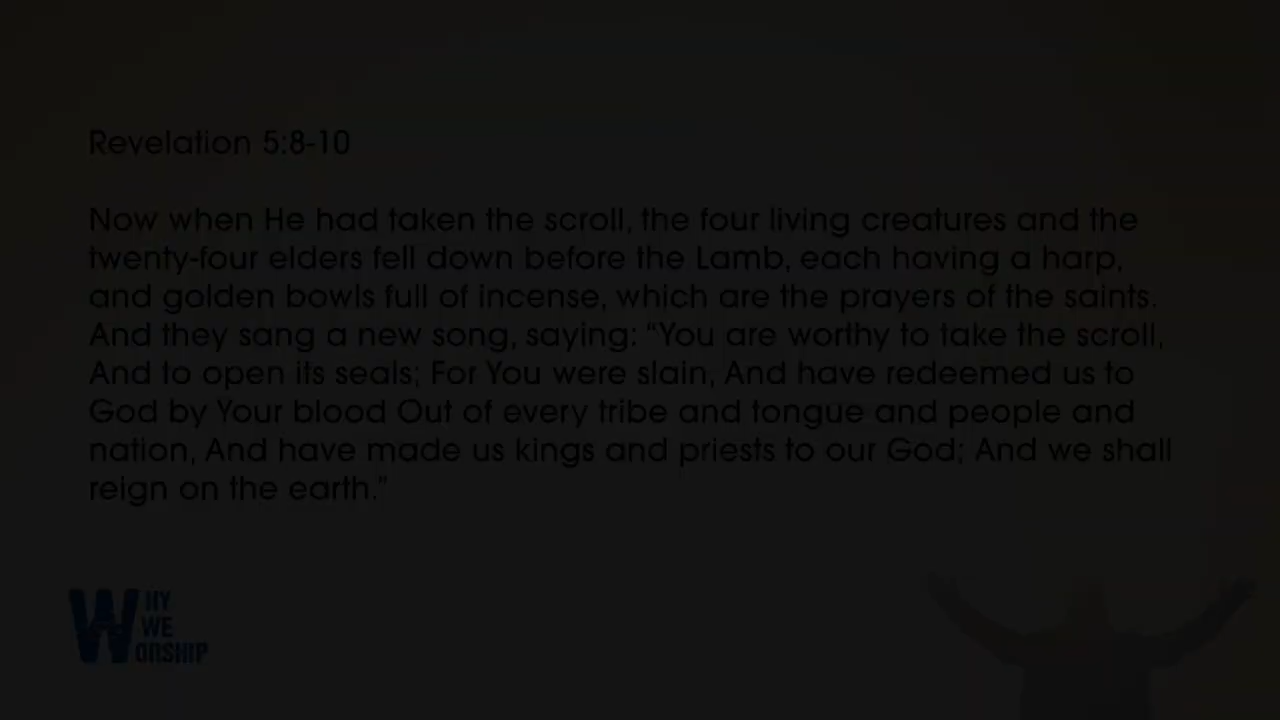 Revelation 5:8-10
Now when He had taken the scroll, the four living creatures and the
twenty-four elders fell down before the Lamb, each having a harp,
and golden bowls full of incense, which are the prayers of the saints.
And they sang a new song, saying: “You are worthy to take the scroll,
And to open its seals; For You were slain, And have redeemed us to
God by Your blood Out of every tribe and tongue and people and
nation, And have made us kings and priests to our God; And we shall
reign on the earth.”
WHY
WE
WORSHIP